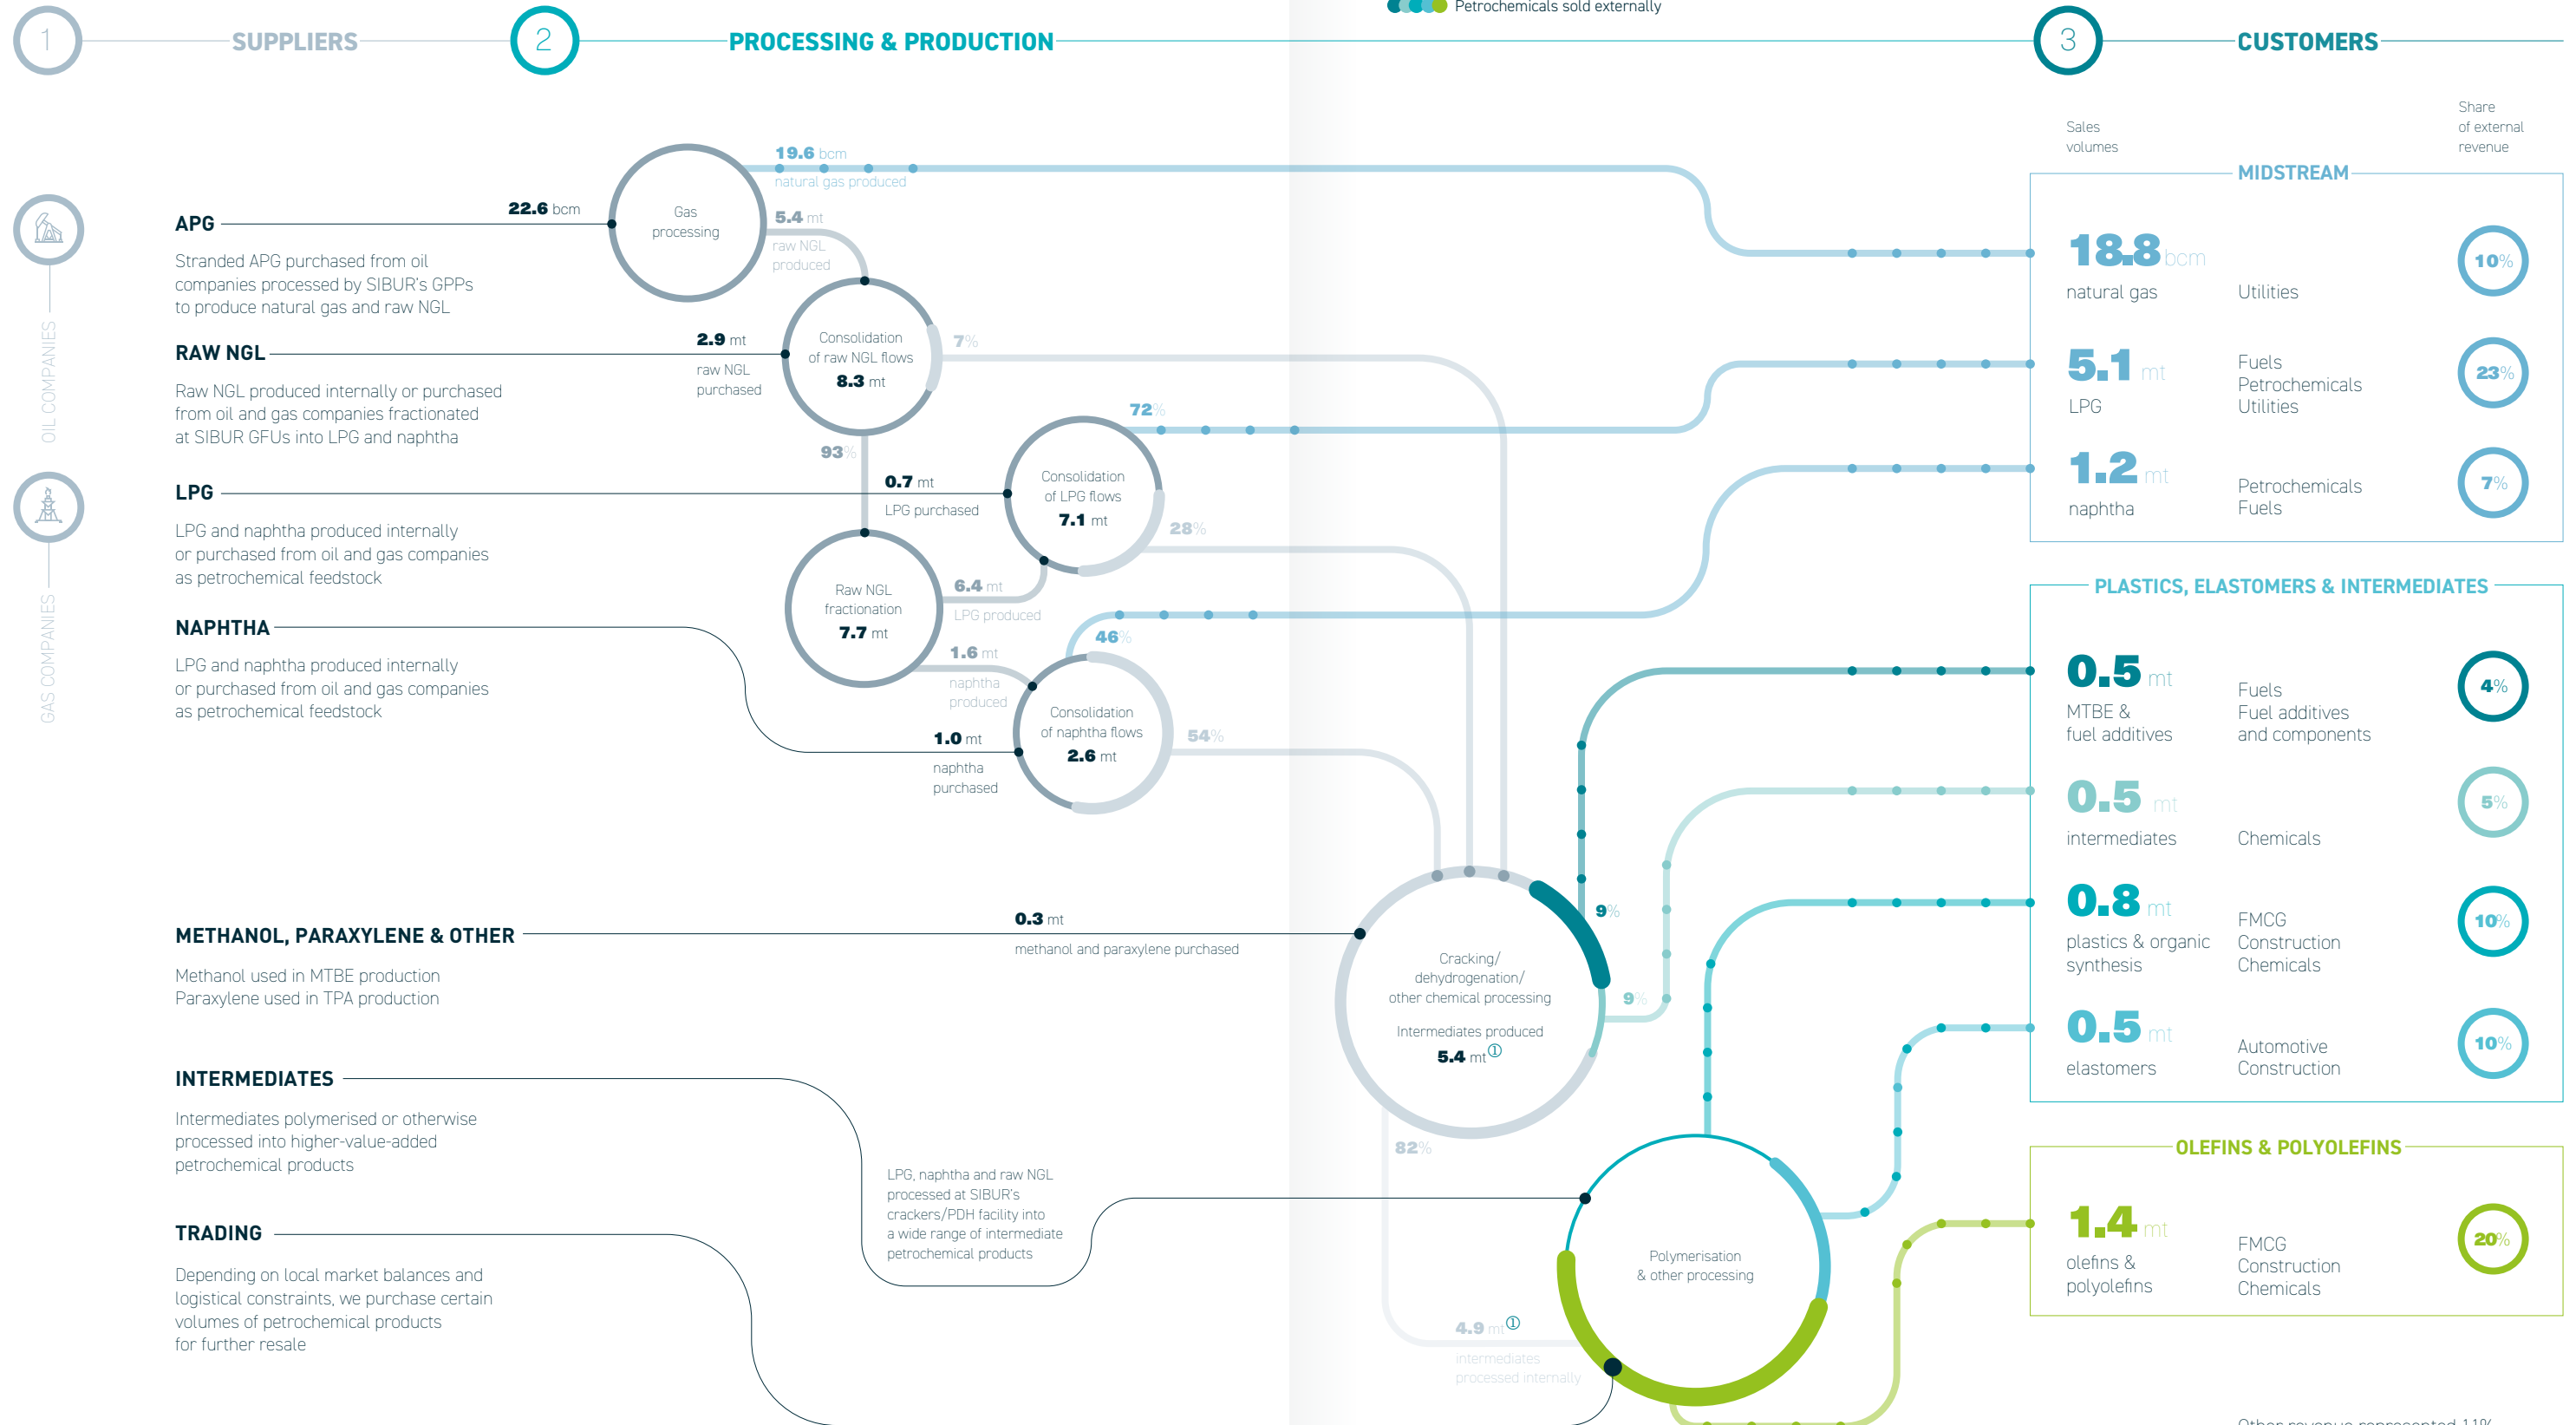 Petrochemicals sold externally
1
SUPPLIERS
2
PROCESSING & PRODUCTION
3
CUSTOMERS
Sales
volumes
Share
of external
revenue
OIL COMPANIES
GAS COMPANIES
APG
Stranded APG purchased from oil
companies processed by SIBUR's GPPs
to produce natural gas and raw NGL
RAW NGL
Raw NGL produced internally or purchased
from oil and gas companies fractionated
at SIBUR GFUs into LPG and naphtha
LPG
LPG and naphtha produced internally
or purchased from oil and gas companies
as petrochemical feedstock
NAPHTHA
LPG and naphtha produced internally
or purchased from oil and gas companies
as petrochemical feedstock
METHANOL, PARAXYLENE & OTHER
Methanol used in MTBE production
Paraxylene used in TPA production
INTERMEDIATES
Intermediates polymerised or otherwise
processed into higher-value-added
petrochemical products
TRADING
Depending on local market balances and
logistical constraints, we purchase certain
volumes of petrochemical products
for further resale
22.6 bcm
Gas
processing
19.6 bcm
natural gas produced
5.4 mt
raw NGL
produced
2.9 mt
raw NGL
purchased
Consolidation
of raw NGL flows
8.3 mt
7%
93%
72%
0.7 mt
LPG purchased
Consolidation
of LPG flows
7.1 mt
28%
Raw NGL
fractionation
7.7 mt
6.4 mt
LPG produced
1.6 mt
naphtha
produced
46%
1.0 mt
naphtha
purchased
Consolidation
of naphtha flows
2.6 mt
54%
0.3 mt
methanol and paraxylene purchased
Cracking/
dehydrogenation/
other chemical processing
Intermediates produced
5.4 mt①
9%
9%
82%
LPG, naphtha and raw NGL
processed at SIBUR's
crackers/PDH facility into
a wide range of intermediate
petrochemical products
4.9 mt①
intermediates
processed internally
Polymerisation
& other processing
MIDSTREAM
18.8 bcm
natural gas
Utilities
10%
5.1 mt
LPG
Fuels
Petrochemicals
Utilities
23%
1.2 mt
naphtha
Petrochemicals
Fuels
7%
PLASTICS, ELASTOMERS & INTERMEDIATES
0.5 mt
MTBE &
fuel additives
Fuels
Fuel additives
and components
4%
0.5 mt
intermediates
Chemicals
5%
0.8 mt
plastics & organic
synthesis
FMCG
Construction
Chemicals
10%
0.5 mt
elastomers
Automotive
Construction
10%
OLEFINS & POLYOLEFINS
1.4 mt
olefins &
polyolefins
FMCG
Construction
Chemicals
20%
Other revenue represented 11%